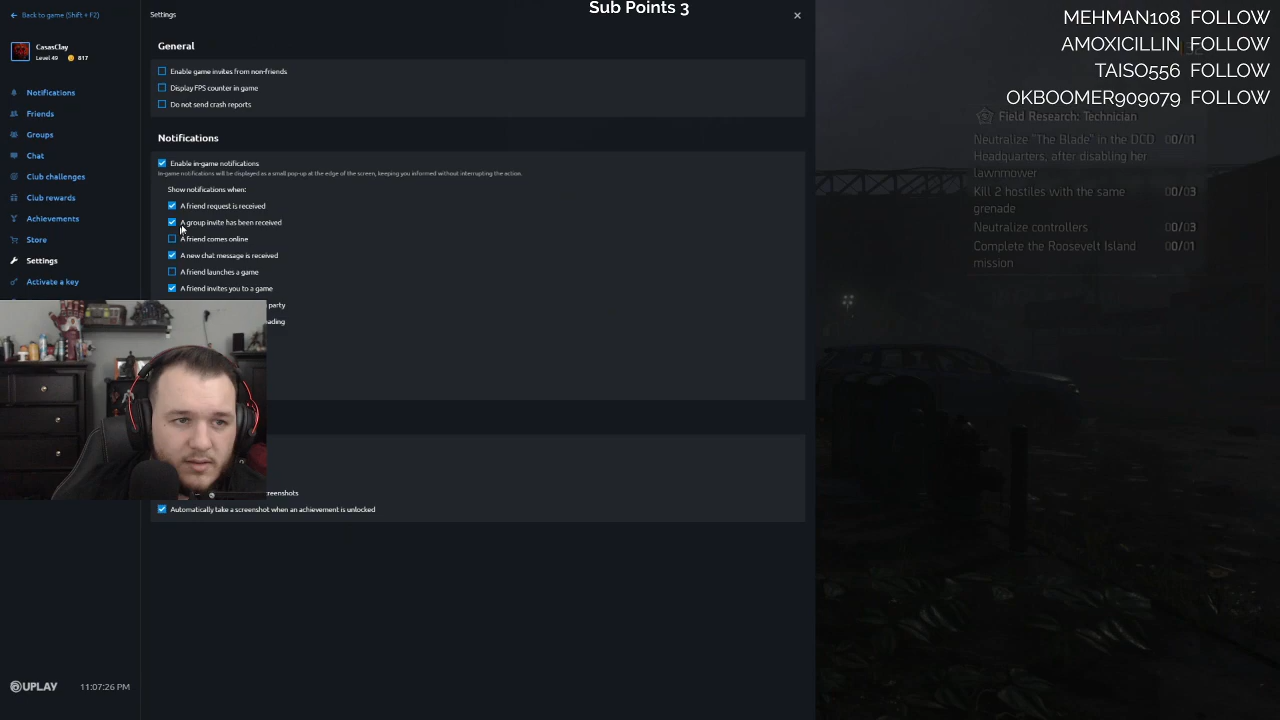 Sub Points 3
Back to game (Shift + F2)
Settings
MEHMAN108 FOLLOW
AMOXICILLIN FOLLOW
TAISO556 FOLLOW
OKBOOMER909079 FOLLOW
CasasClay
Level 49 817
Notifications
Friends
Groups
Chat
Club challenges
Club rewards
Achievements
Store
Settings
Activate a key
UPLAY 11:07:26 PM
General
Enable game invites from non-friends
Display FPS counter in game
Do not send crash reports
Notifications
Enable in-game notifications
In-game notifications will be displayed as a small pop-up at the edge of the screen, keeping you informed without interrupting the action.
Show notifications when:
A friend request is received
A group invite has been received
A friend comes online
A new chat message is received
A friend launches a game
A friend invites you to a game
party
ading
reenshots
Automatically take a screenshot when an achievement is unlocked
Field Research: Technician
Neutralize "The Blade" in the DCD 00/01
Headquarters, after disabling her
lawnmower
Kill 2 hostiles with the same 00/03
grenade
Neutralize controllers 00/03
Complete the Roosevelt Island 00/01
mission